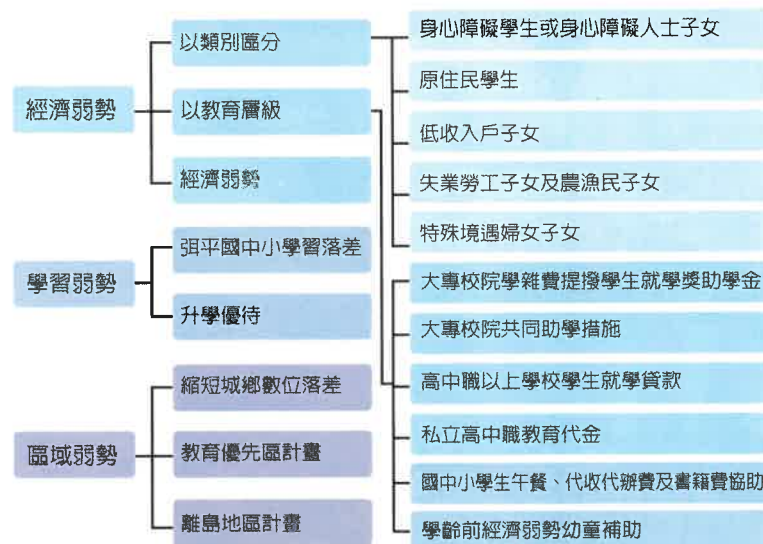 經濟弱勢
以類別區分
以教育層級
經濟弱勢
身心障礙學生或身心障礙人士子女
原住民學生
低收入戶子女
失業勞工子女及農漁民子女
特殊境遇婦女子女
大專校院學雜費提撥學生就學獎助學金
大專校院共同助學措施
高中職以上學校學生就學貸款
私立高中職教育代金
國中小學生午餐、代收代辦費及書籍費協助
學齡前經濟弱勢幼童補助
學習弱勢
弭平國中小學習落差
升學優待
區域弱勢
縮短城鄉數位落差
教育優先區計畫
離島地區計畫